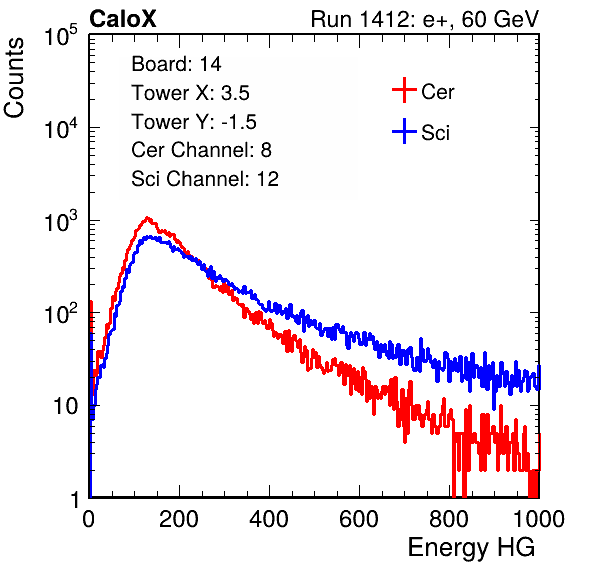 CaloX Run 1412: e+, 60 GeV
Board: 14
Tower X: 3.5
Tower Y: -1.5
Cer Channel: 8
Sci Channel: 12
Cer
Sci
Counts
10^5
10^4
10^3
10^2
10
1
0 200 400 600 800 1000
Energy HG